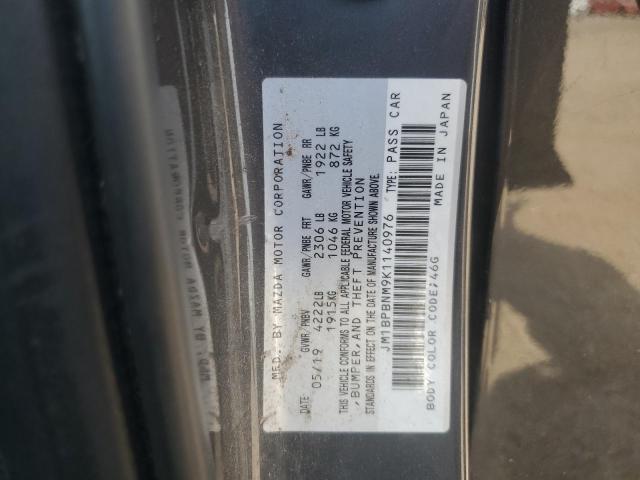 MFD. BY MAZDA MOTOR CORPORATION
DATE GVWR/PNBV GAWR/PNBE FRT GAWR/PNBE RR
05/19 4222LB 2306 LB 1922 LB
1915KG 1046 KG 872 KG
THIS VEHICLE CONFORMS TO ALL APPLICABLE FEDERAL MOTOR VEHICLE SAFETY
,BUMPER,AND THEFT PREVENTION
STANDARDS IN EFFECT ON THE DATE OF MANUFACTURE SHOWN ABOVE.
JM1BPBNM9K1140976 TYPE: PASS CAR
BODY COLOR CODE;46G MADE IN JAPAN